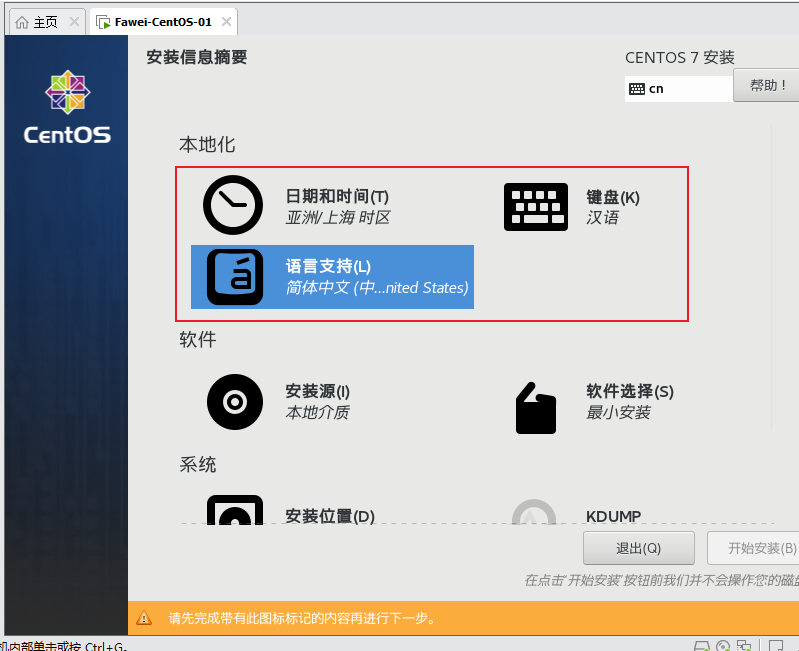 主页
Fawei-CentOS-01
安装信息摘要
CENTOS 7 安装
cn
帮助！
CentOS
本地化
日期和时间(T)
亚洲/上海 时区
键盘(K)
汉语
语言支持(L)
简体中文 (中...nited States)
软件
安装源(I)
本地介质
软件选择(S)
最小安装
系统
安装位置(D)
KDUMP
退出(Q)
开始安装(B)
在点击'开始安装'按钮前我们并不会操作您的磁
请先完成带有此图标标记的内容再进行下一步。
内部单击或按 Ctrl+G。